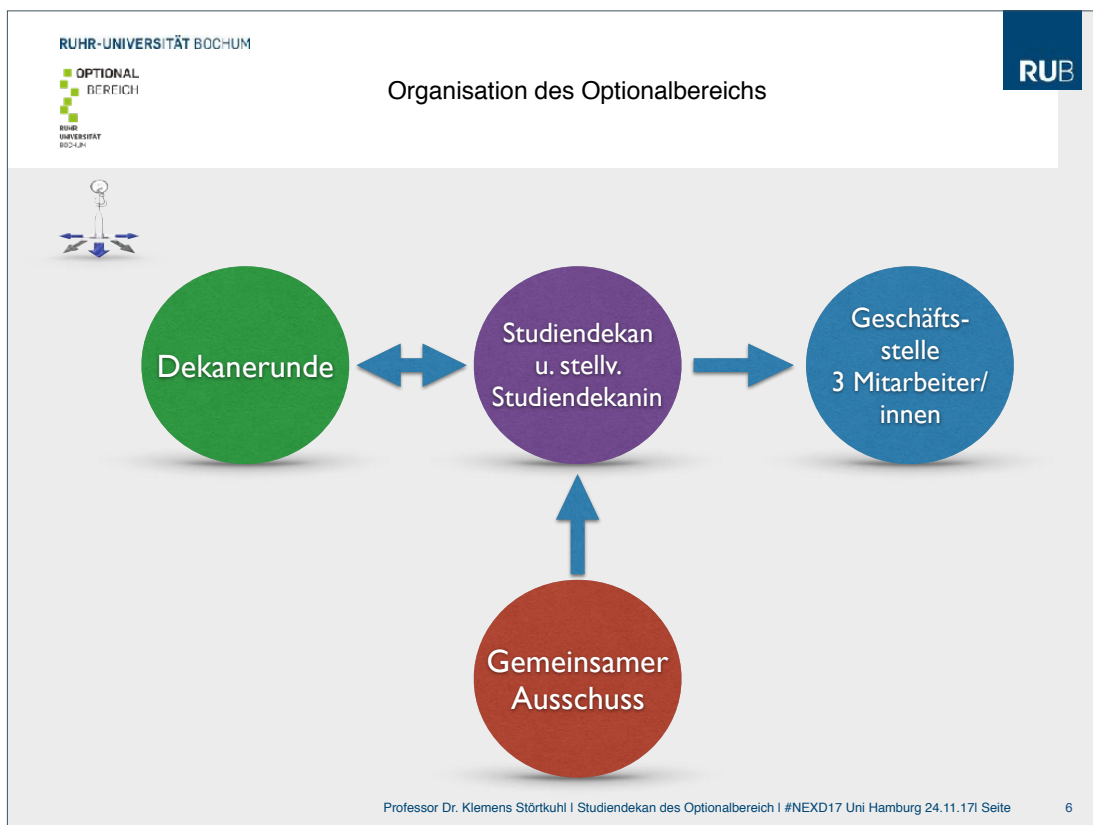 RUHR-UNIVERSITÄT BOCHUM
RUB
OPTIONAL
BEREICH
RUHR
UNIVERSITÄT
BOCHUM
Organisation des Optionalbereichs
Dekanerunde
Studiendekan
u. stellv.
Studiendekanin
Geschäfts-
stelle
3 Mitarbeiter/
innen
Gemeinsamer
Ausschuss
Professor Dr. Klemens Störtkuhl I Studiendekan des Optionalbereich I #NEXD17 Uni Hamburg 24.11.17I Seite 6